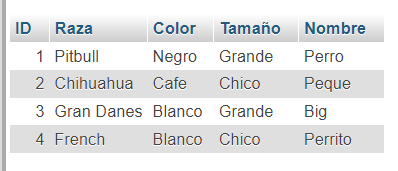 ID Raza Color Tamaño Nombre
1 Pitbull Negro Grande Perro
2 Chihuahua Cafe Chico Peque
3 Gran Danes Blanco Grande Big
4 French Blanco Chico Perrito